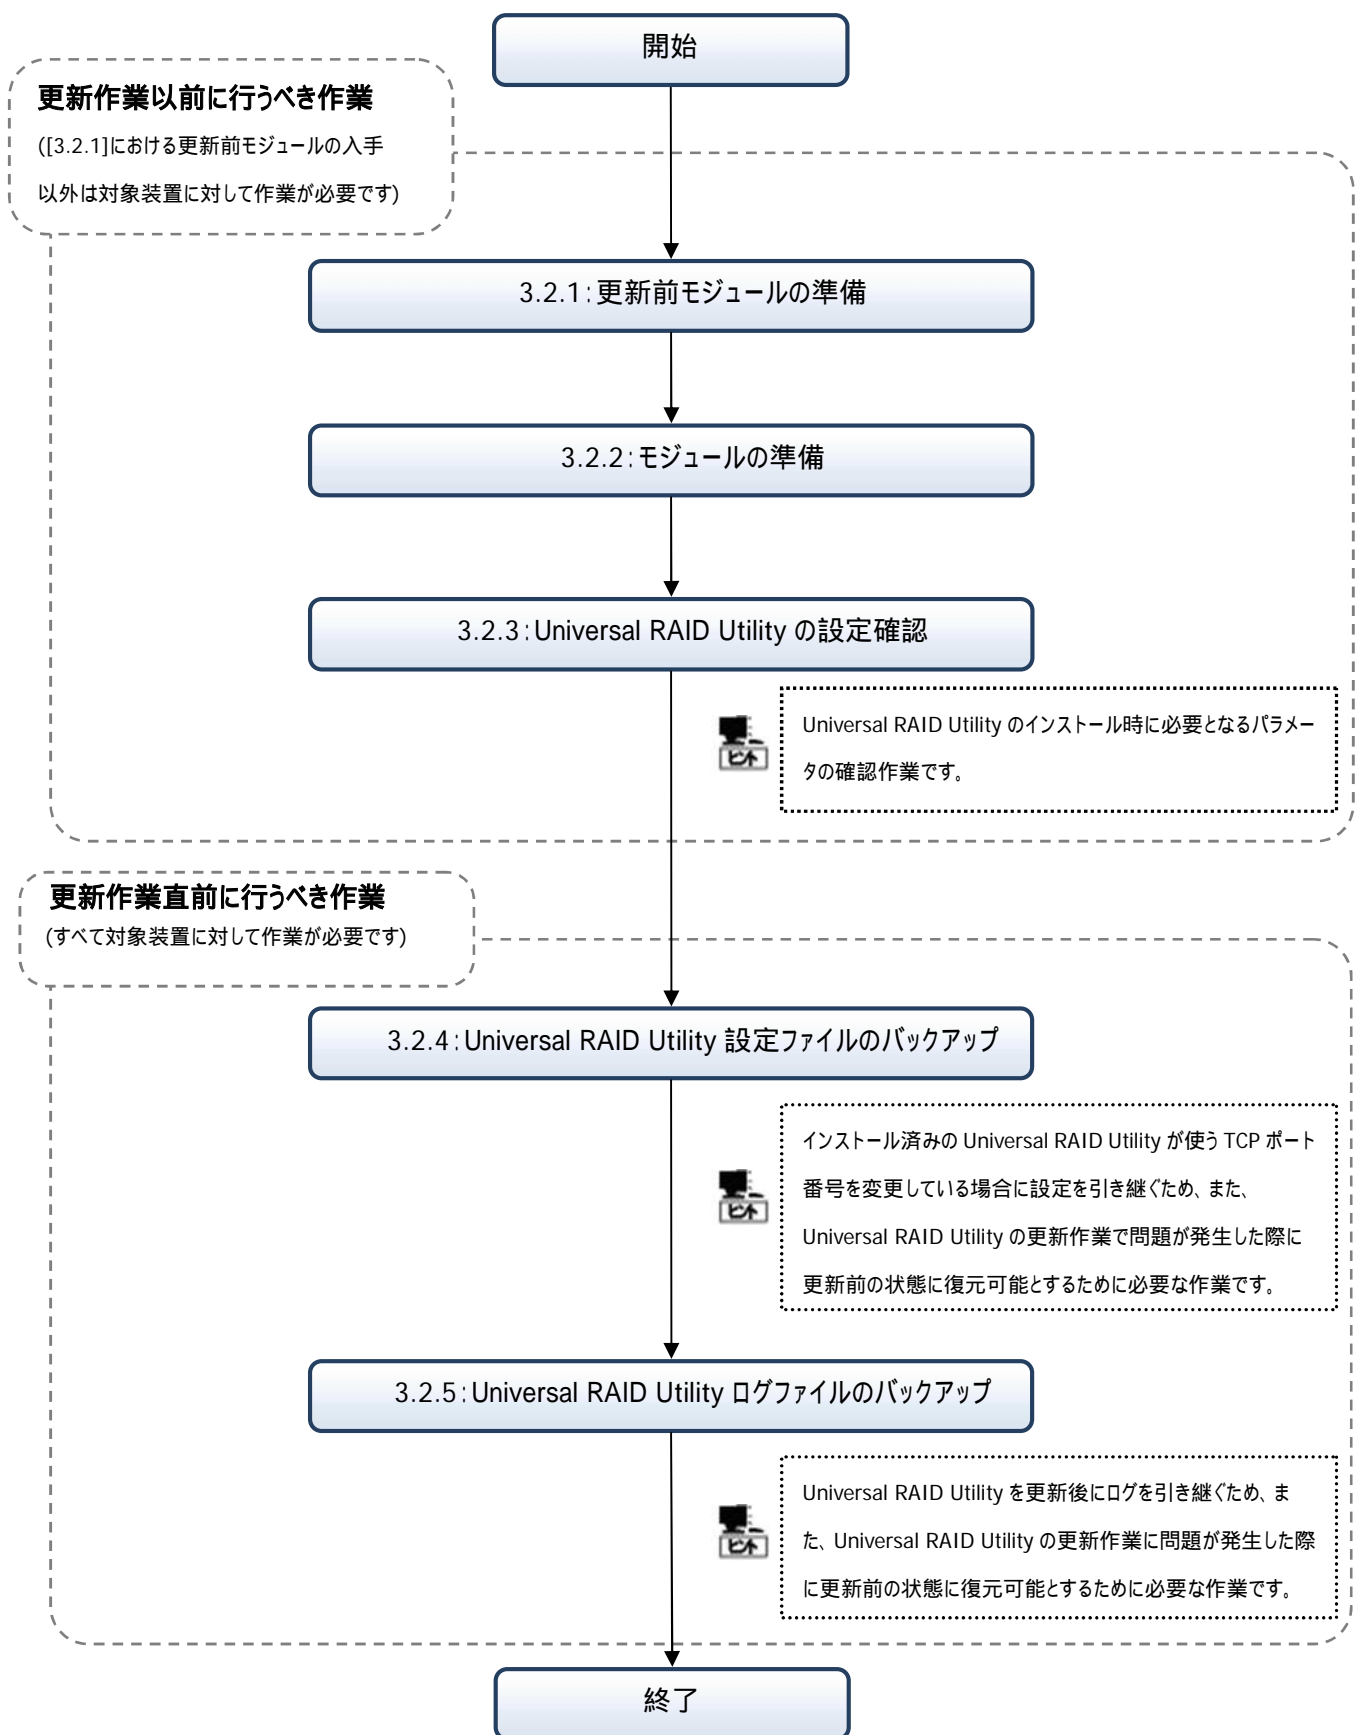 開始
更新作業以前に行うべき作業
([3.2.1]における更新前モジュールの入手
以外は対象装置に対して作業が必要です)
3.2.1:更新前モジュールの準備
3.2.2:モジュールの準備
3.2.3:Universal RAID Utility の設定確認
ヒント
Universal RAID Utility のインストール時に必要となるパラメー
タの確認作業です。
更新作業直前に行うべき作業
(すべて対象装置に対して作業が必要です)
3.2.4:Universal RAID Utility 設定ファイルのバックアップ
ヒント
インストール済みの Universal RAID Utility が使う TCP ポート
番号を変更している場合に設定を引き継ぐため、また、
Universal RAID Utility の更新作業で問題が発生した際に
更新前の状態に復元可能とするために必要な作業です。
3.2.5:Universal RAID Utility ログファイルのバックアップ
ヒント
Universal RAID Utility を更新後にログを引き継ぐため、ま
た、Universal RAID Utility の更新作業に問題が発生した際
に更新前の状態に復元可能とするために必要な作業です。
終了